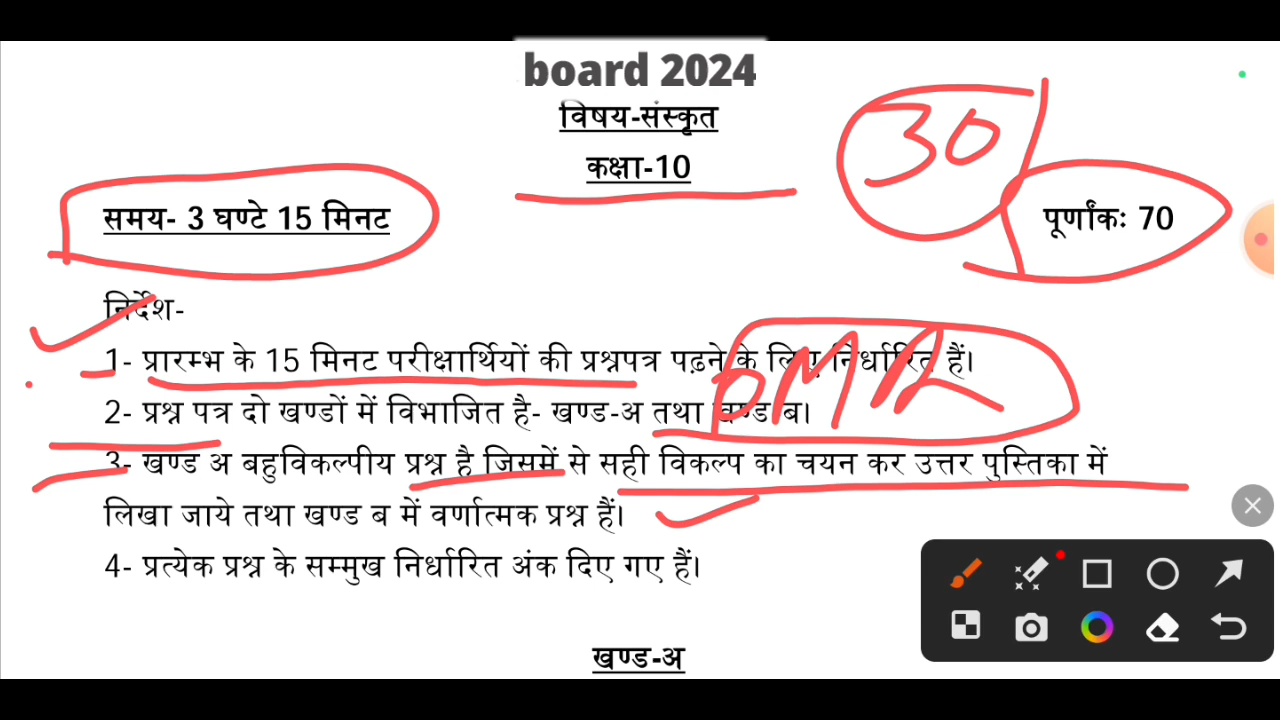 board 2024
विषय-संस्कृत
कक्षा-10
30
समय- 3 घण्टे 15 मिनट
पूर्णांकः 70
निर्देश-
1- प्रारम्भ के 15 मिनट परीक्षार्थियों की प्रश्नपत्र पढ़ने के लिए निर्धारित हैं।
OMR
2- प्रश्न पत्र दो खण्डों में विभाजित है- खण्ड-अ तथा खण्ड ब।
3- खण्ड अ बहुविकल्पीय प्रश्न है जिसमें से सही विकल्प का चयन कर उत्तर पुस्तिका में
लिखा जाये तथा खण्ड ब में वर्णात्मक प्रश्न हैं।
4- प्रत्येक प्रश्न के सम्मुख निर्धारित अंक दिए गए हैं।
खण्ड-अ